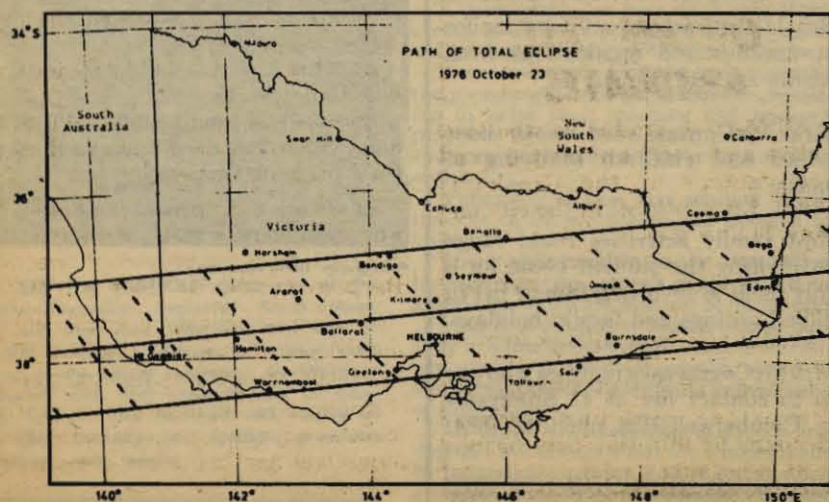 34°S
Mildura
PATH OF TOTAL ECLIPSE
1976 October 23
South
Australia
New
South
Wales
Swan Hill
Canberra
36°
Echuca
Albury
Cooma
Victoria
Benalla
Bega
Horsham
Bendigo
Seymour
Omeo
Eden
Ararat
Kilmore
Ballarat
MELBOURNE
Bairnsdale
Mt Gambier
Hamilton
38°
Geelong
Sale
Yallourn
Warrnambool
140°
142°
144°
146°
148°
150°E